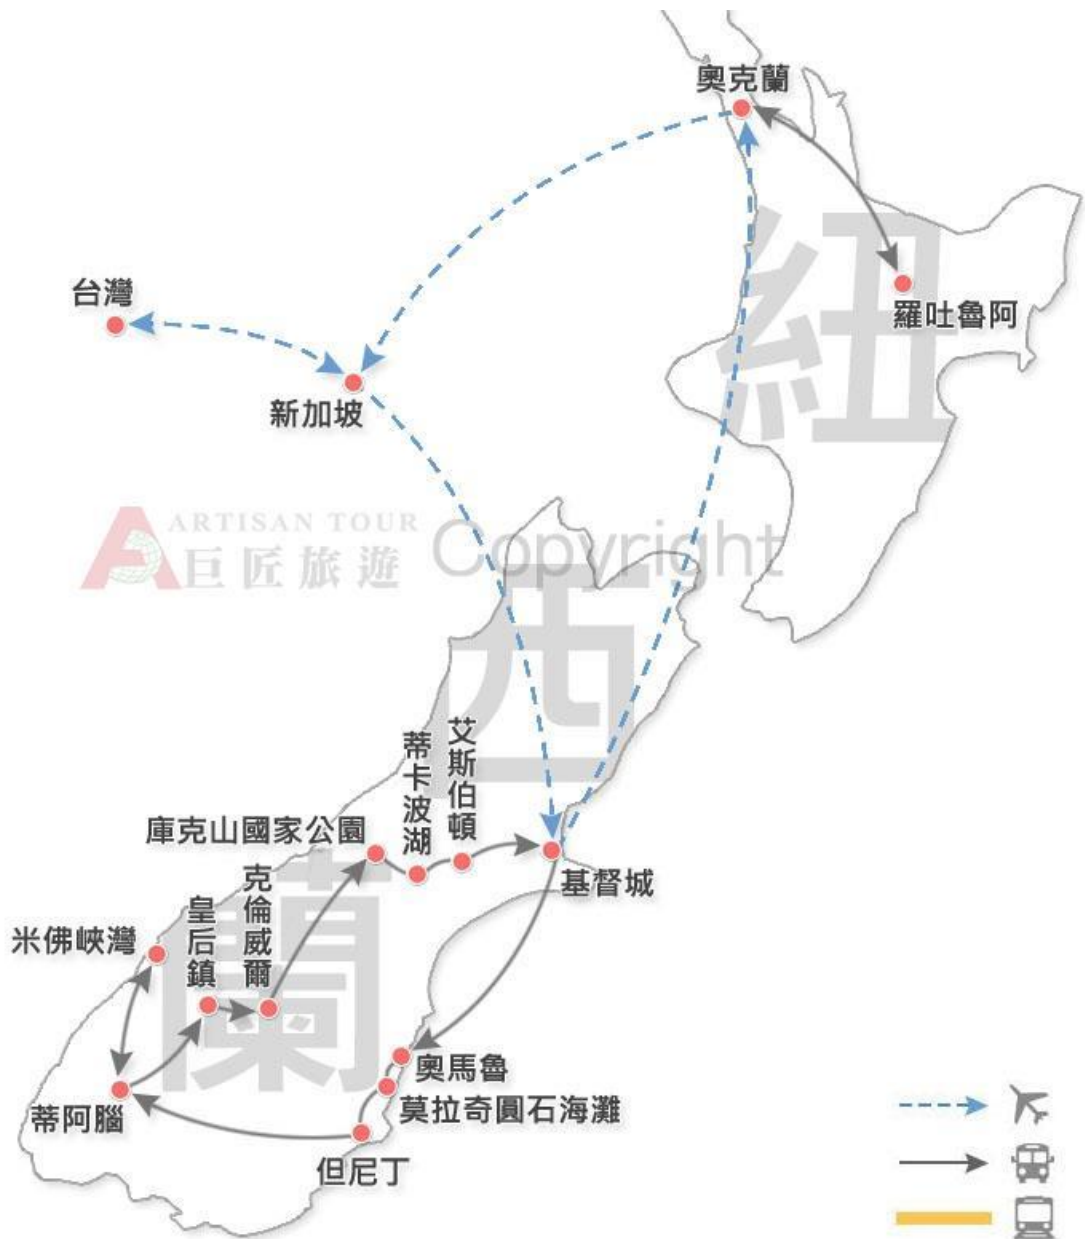 奧克蘭
羅吐魯阿
台灣
新加坡
紐
ARTISAN TOUR
巨匠旅遊
Copyright
西
艾斯伯頓
蒂卡波湖
庫克山國家公園
基督城
克倫威爾
皇后鎮
米佛峽灣
蘭
奧馬魯
莫拉奇圓石海灘
蒂阿腦
但尼丁